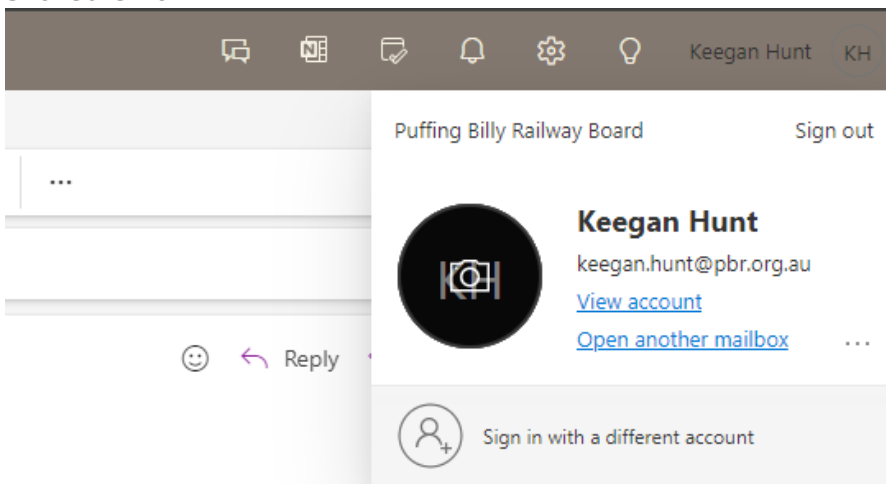 Keegan Hunt KH
Puffing Billy Railway Board Sign out
...
Keegan Hunt
KH
keegan.hunt@pbr.org.au
View account
Open another mailbox ...
Reply
Sign in with a different account